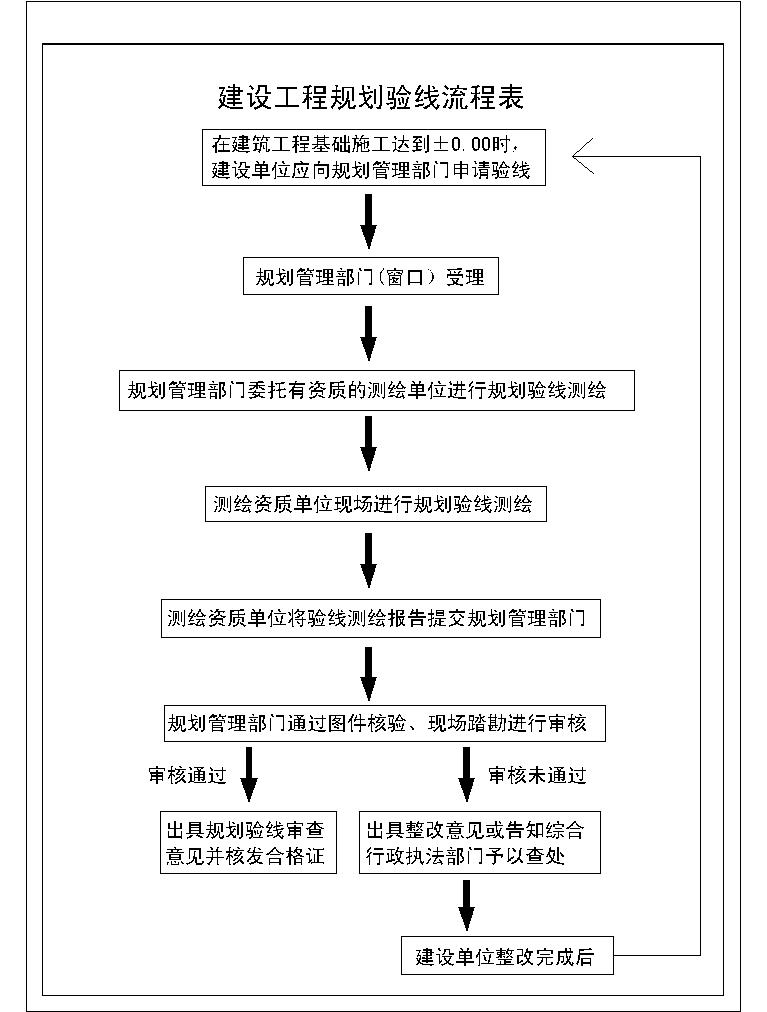 建设工程规划验线流程表
在建筑工程基础施工达到±0.00时，
建设单位应向规划管理部门申请验线
规划管理部门(窗口）受理
规划管理部门委托有资质的测绘单位进行规划验线测绘
测绘资质单位现场进行规划验线测绘
测绘资质单位将验线测绘报告提交规划管理部门
规划管理部门通过图件核验、现场踏勘进行审核
审核通过
审核未通过
出具规划验线审查
意见并核发合格证
出具整改意见或告知综合
行政执法部门予以查处
建设单位整改完成后